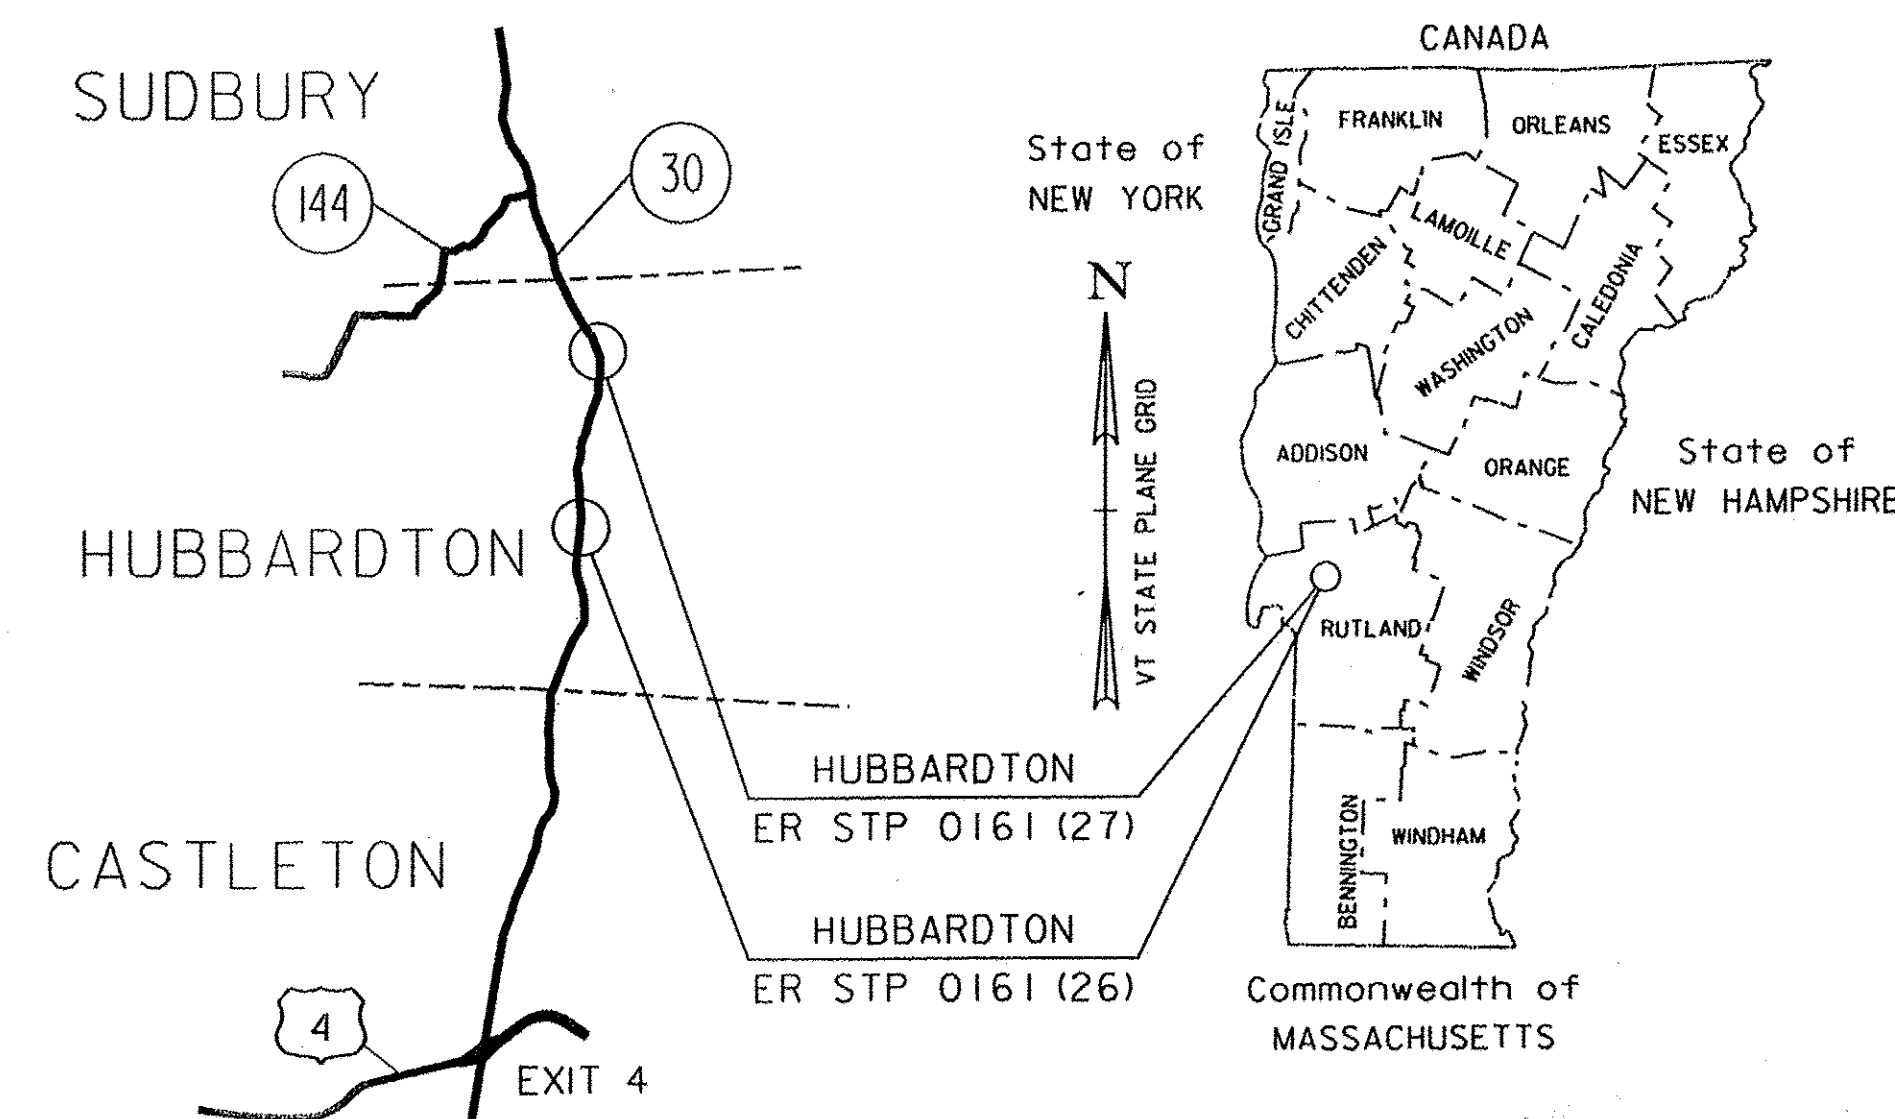 SUDBURY
144
30
HUBBARDTON
CASTLETON
4
EXIT 4
HUBBARDTON
ER STP 0161 (27)
HUBBARDTON
ER STP 0161 (26)
State of
NEW YORK
N
VT STATE PLANE GRID
CANADA
GRAND ISLE
FRANKLIN
ORLEANS
ESSEX
LAMOILLE
CHITTENDEN
CALEDONIA
WASHINGTON
ADDISON
ORANGE
State of
NEW HAMPSHIRE
RUTLAND
WINDSOR
BENNINGTON
WINDHAM
Commonwealth of
MASSACHUSETTS